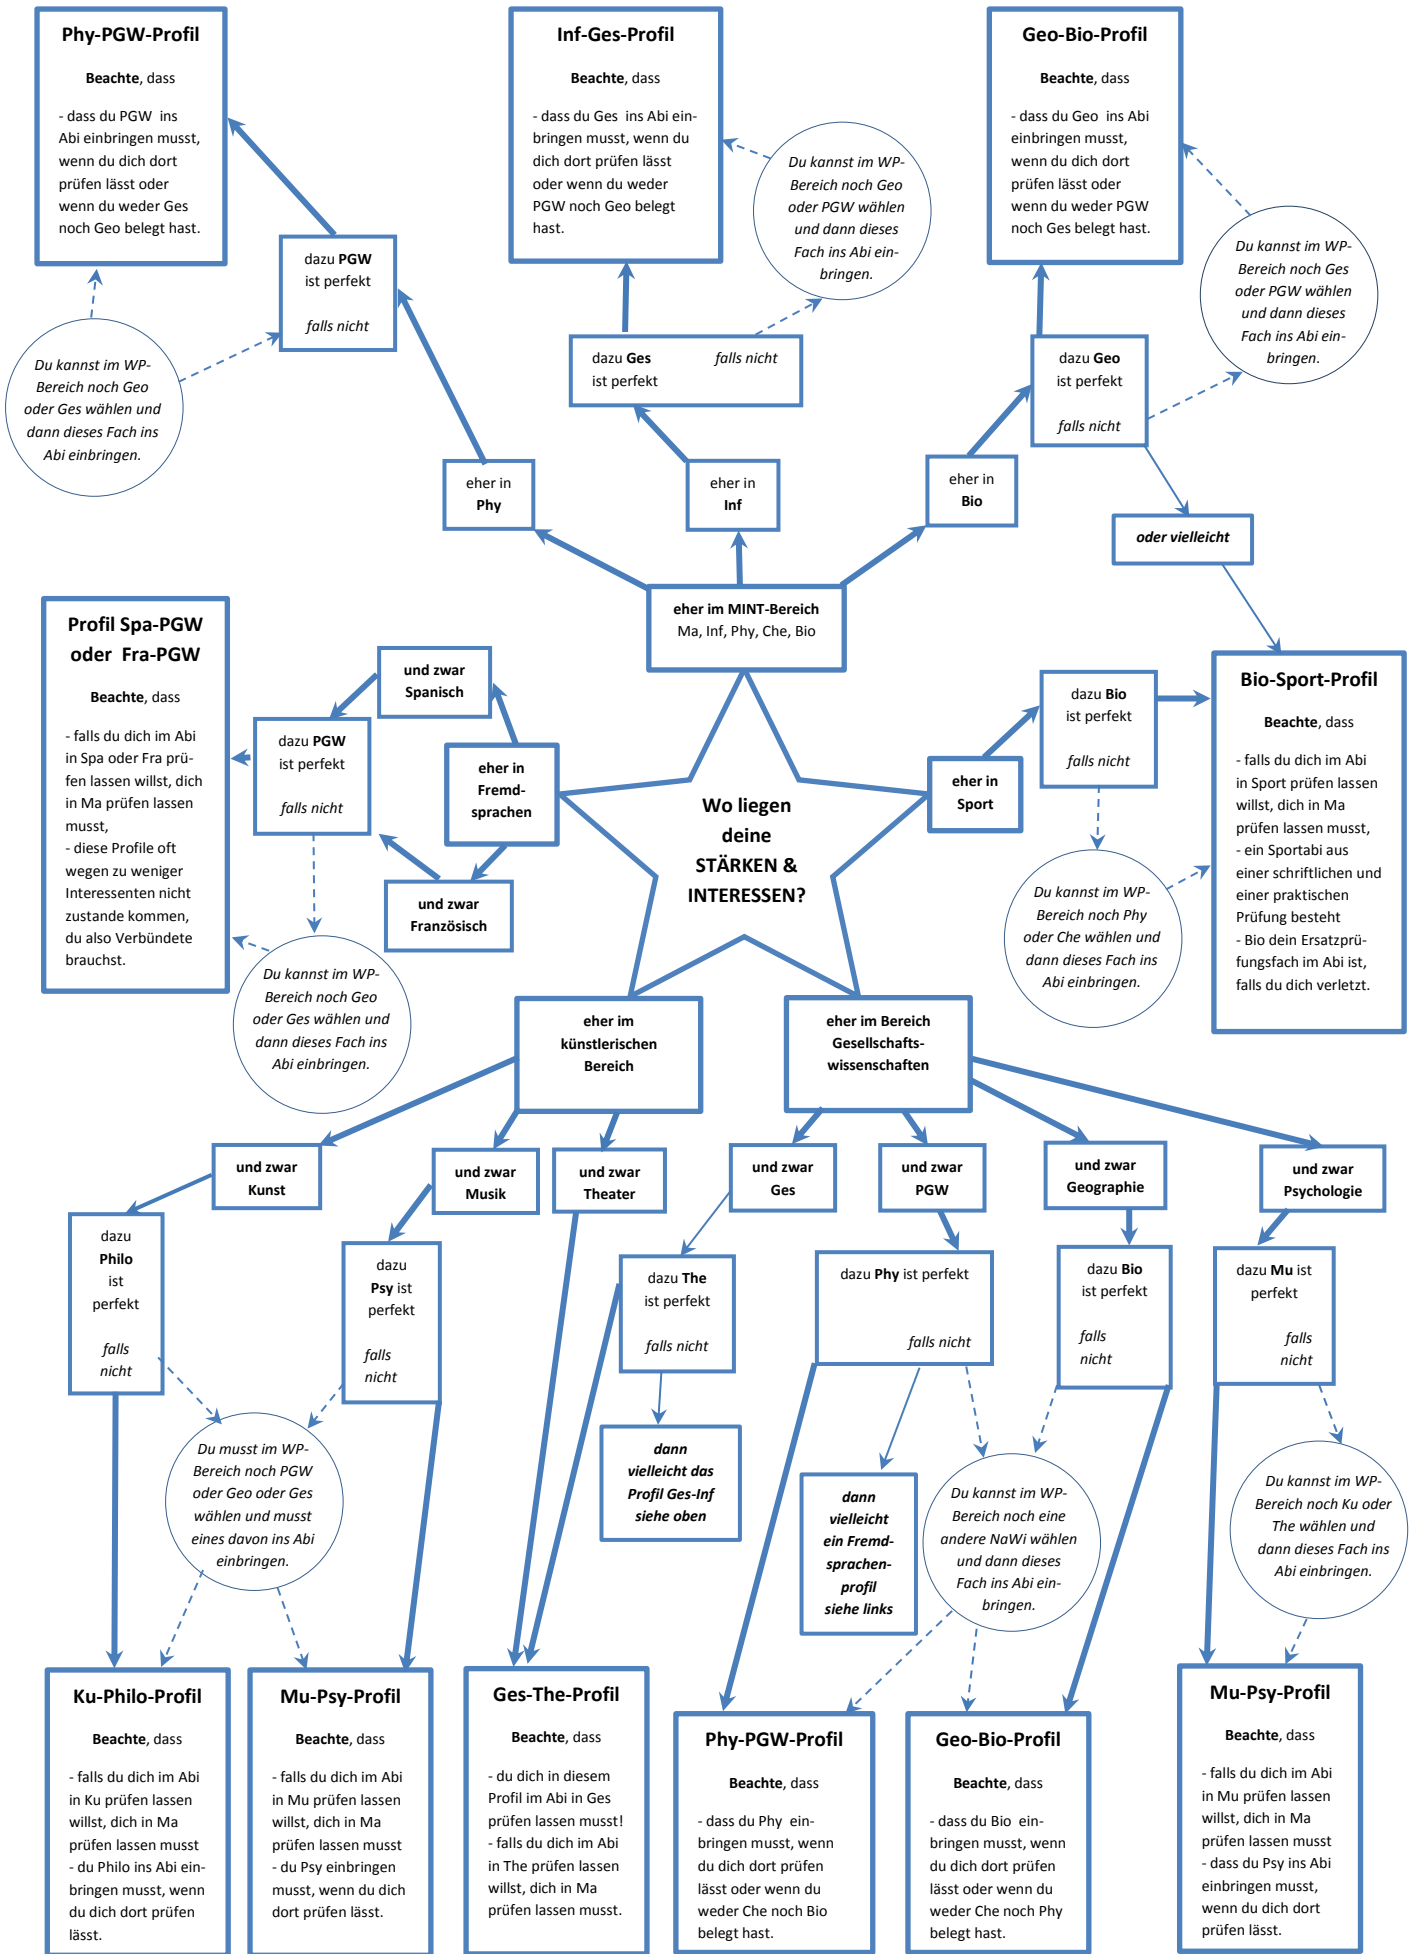 Phy-PGW-Profil
Beachte, dass
- dass du PGW ins
Abi einbringen musst,
wenn du dich dort
prüfen lässt oder
wenn du weder Ges
noch Geo belegt hast.
Inf-Ges-Profil
Beachte, dass
- dass du Ges ins Abi ein-
bringen musst, wenn du
dich dort prüfen lässt
oder wenn du weder
PGW noch Geo belegt
hast.
Geo-Bio-Profil
Beachte, dass
- dass du Geo ins Abi
einbringen musst,
wenn du dich dort
prüfen lässt oder
wenn du weder PGW
noch Ges belegt hast.
Du kannst im WP-
Bereich noch Geo
oder PGW wählen
und dann dieses
Fach ins Abi ein-
bringen.
Du kannst im WP-
Bereich noch Ges
oder PGW wählen
und dann dieses
Fach ins Abi ein-
bringen.
dazu PGW
ist perfekt
falls nicht
Du kannst im WP-
Bereich noch Geo
oder Ges wählen und
dann dieses Fach ins
Abi einbringen.
dazu Ges falls nicht
ist perfekt
dazu Geo
ist perfekt
falls nicht
eher in
Phy
eher in
Inf
eher in
Bio
oder vielleicht
eher im MINT-Bereich
Ma, Inf, Phy, Che, Bio
Profil Spa-PGW
oder Fra-PGW
Beachte, dass
- falls du dich im Abi
in Spa oder Fra prü-
fen lassen willst, dich
in Ma prüfen lassen
musst,
- diese Profile oft
wegen zu weniger
Interessenten nicht
zustande kommen,
du also Verbündete
brauchst.
und zwar
Spanisch
dazu PGW
ist perfekt
falls nicht
eher in
Fremd-
sprachen
und zwar
Französisch
Du kannst im WP-
Bereich noch Geo
oder Ges wählen und
dann dieses Fach ins
Abi einbringen.
Wo liegen
deine
STÄRKEN &
INTERESSEN?
eher in
Sport
dazu Bio
ist perfekt
falls nicht
Du kannst im WP-
Bereich noch Phy
oder Che wählen und
dann dieses Fach ins
Abi einbringen.
Bio-Sport-Profil
Beachte, dass
- falls du dich im Abi
in Sport prüfen lassen
willst, dich in Ma
prüfen lassen musst,
- ein Sportabi aus
einer schriftlichen und
einer praktischen
Prüfung besteht
- Bio dein Ersatzprü-
fungsfach im Abi ist,
falls du dich verletzt.
eher im
künstlerischen
Bereich
eher im Bereich
Gesellschafts-
wissenschaften
und zwar
Kunst
und zwar
Musik
und zwar
Theater
und zwar
Ges
und zwar
PGW
und zwar
Geographie
und zwar
Psychologie
dazu
Philo
ist
perfekt
falls
nicht
dazu
Psy ist
perfekt
falls
nicht
dazu The
ist perfekt
falls nicht
dazu Phy ist perfekt
falls nicht
dazu Bio
ist perfekt
falls
nicht
dazu Mu ist
perfekt
falls
nicht
Du musst im WP-
Bereich noch PGW
oder Geo oder Ges
wählen und musst
eines davon ins Abi
einbringen.
dann
vielleicht das
Profil Ges-Inf
siehe oben
dann
vielleicht
ein Fremd-
sprachen-
profil
siehe links
Du kannst im WP-
Bereich noch eine
andere NaWi wählen
und dann dieses
Fach ins Abi ein-
bringen.
Du kannst im WP-
Bereich noch Ku oder
The wählen und
dann dieses Fach ins
Abi einbringen.
Ku-Philo-Profil
Beachte, dass
- falls du dich im Abi
in Ku prüfen lassen
willst, dich in Ma
prüfen lassen musst
- du Philo ins Abi ein-
bringen musst, wenn
du dich dort prüfen
lässt.
Mu-Psy-Profil
Beachte, dass
- falls du dich im Abi
in Mu prüfen lassen
willst, dich in Ma
prüfen lassen musst
- du Psy einbringen
musst, wenn du dich
dort prüfen lässt.
Ges-The-Profil
Beachte, dass
- du dich in diesem
Profil im Abi in Ges
prüfen lassen musst!
- falls du dich im Abi
in The prüfen lassen
willst, dich in Ma
prüfen lassen musst.
Phy-PGW-Profil
Beachte, dass
- dass du Phy ein-
bringen musst, wenn
du dich dort prüfen
lässt oder wenn du
weder Che noch Bio
belegt hast.
Geo-Bio-Profil
Beachte, dass
- dass du Bio ein-
bringen musst, wenn
du dich dort prüfen
lässt oder wenn du
weder Che noch Phy
belegt hast.
Mu-Psy-Profil
Beachte, dass
- falls du dich im Abi
in Mu prüfen lassen
willst, dich in Ma
prüfen lassen musst
- dass du Psy ins Abi
einbringen musst,
wenn du dich dort
prüfen lässt.